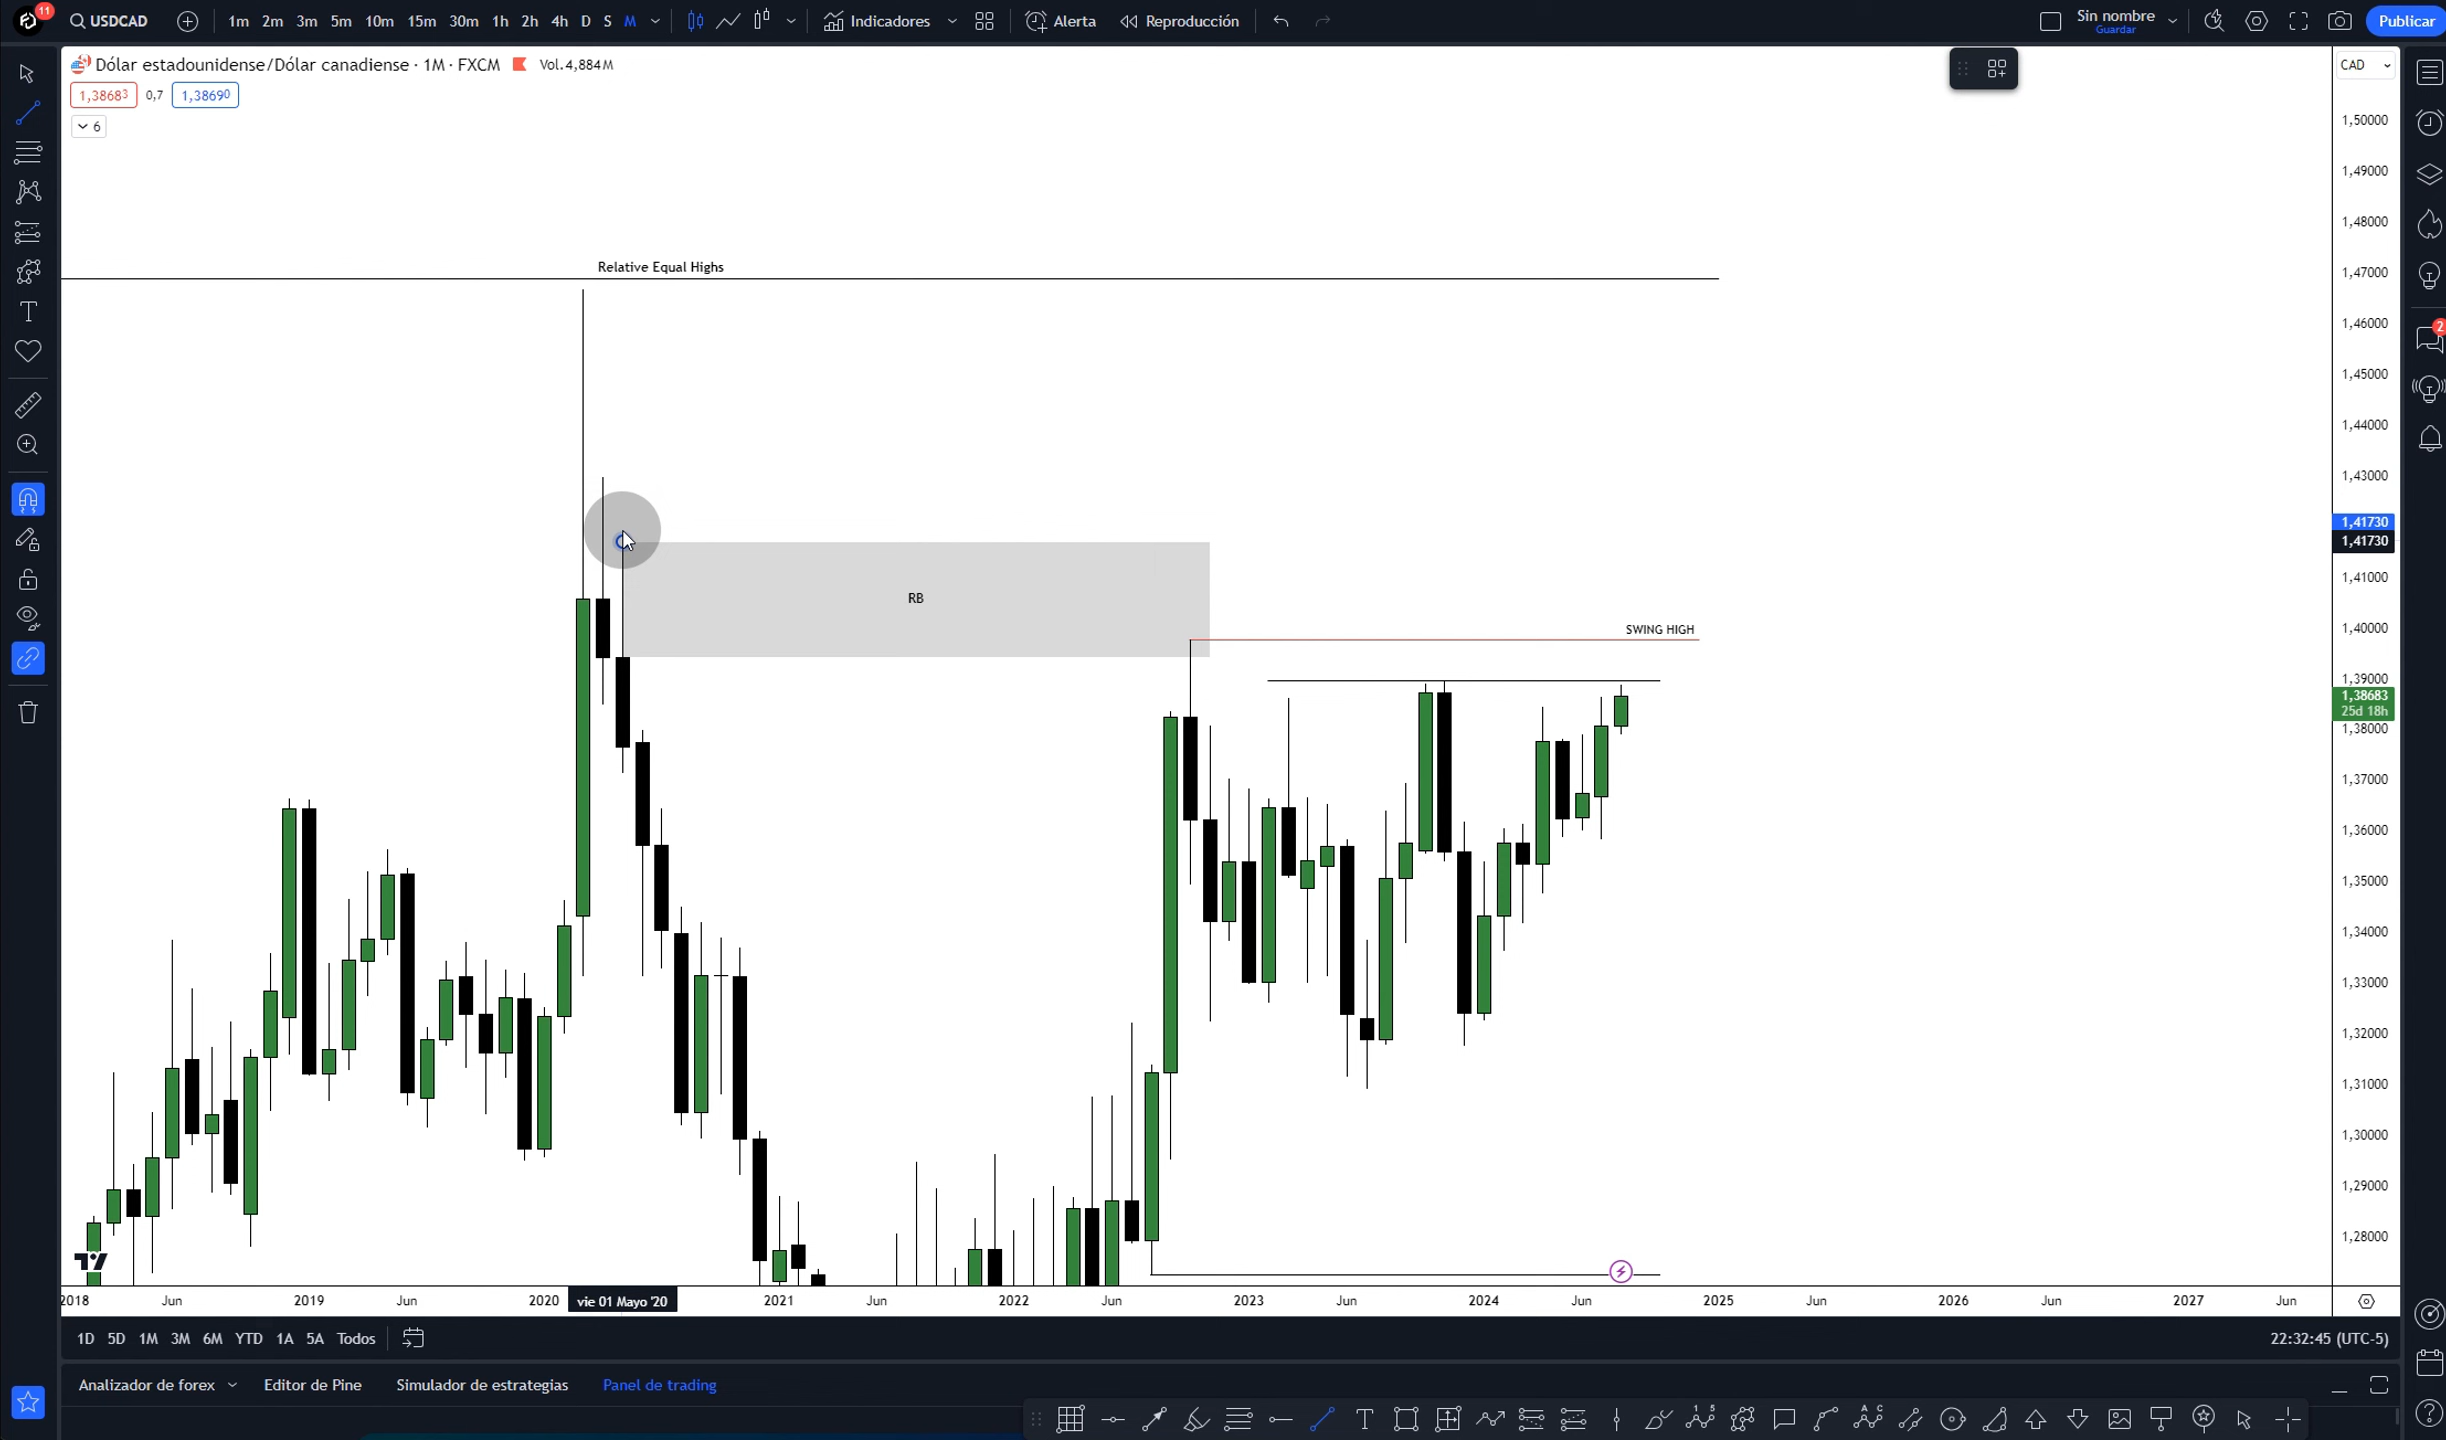 11
USDCAD
1m 2m 3m 5m 10m 15m 30m 1h 2h 4h D S M
Indicadores
Alerta
Reproducción
Sin nombre
Guardar
Publicar
Dólar estadounidense/Dólar canadiense · 1M · FXCM
Vol. 4,884 M
CAD
1,38683 0,7 1,38690
6
1,50000
1,49000
1,48000
Relative Equal Highs
1,47000
1,46000
2
1,45000
1,44000
1,43000
1,41730
1,41730
1,41000
RB
SWING HIGH
1,40000
1,39000
1,38683
25d 18h
1,38000
1,37000
1,36000
1,35000
1,34000
1,33000
1,32000
1,31000
1,30000
1,29000
1,28000
2018 Jun 2019 Jun 2020 vie 01 Mayo '20 2021 Jun 2022 Jun 2023 Jun 2024 Jun 2025 Jun 2026 Jun 2027 Jun
1D 5D 1M 3M 6M YTD 1A 5A Todos
22:32:45 (UTC-5)
Analizador de forex Editor de Pine Simulador de estrategias Panel de trading